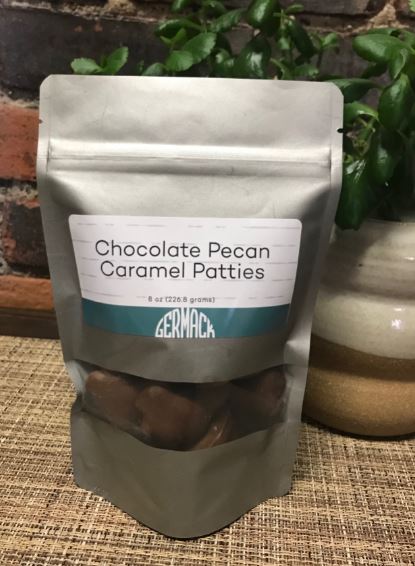 Chocolate Pecan
Caramel Patties
8 oz (226.8 grams)
GERMACK